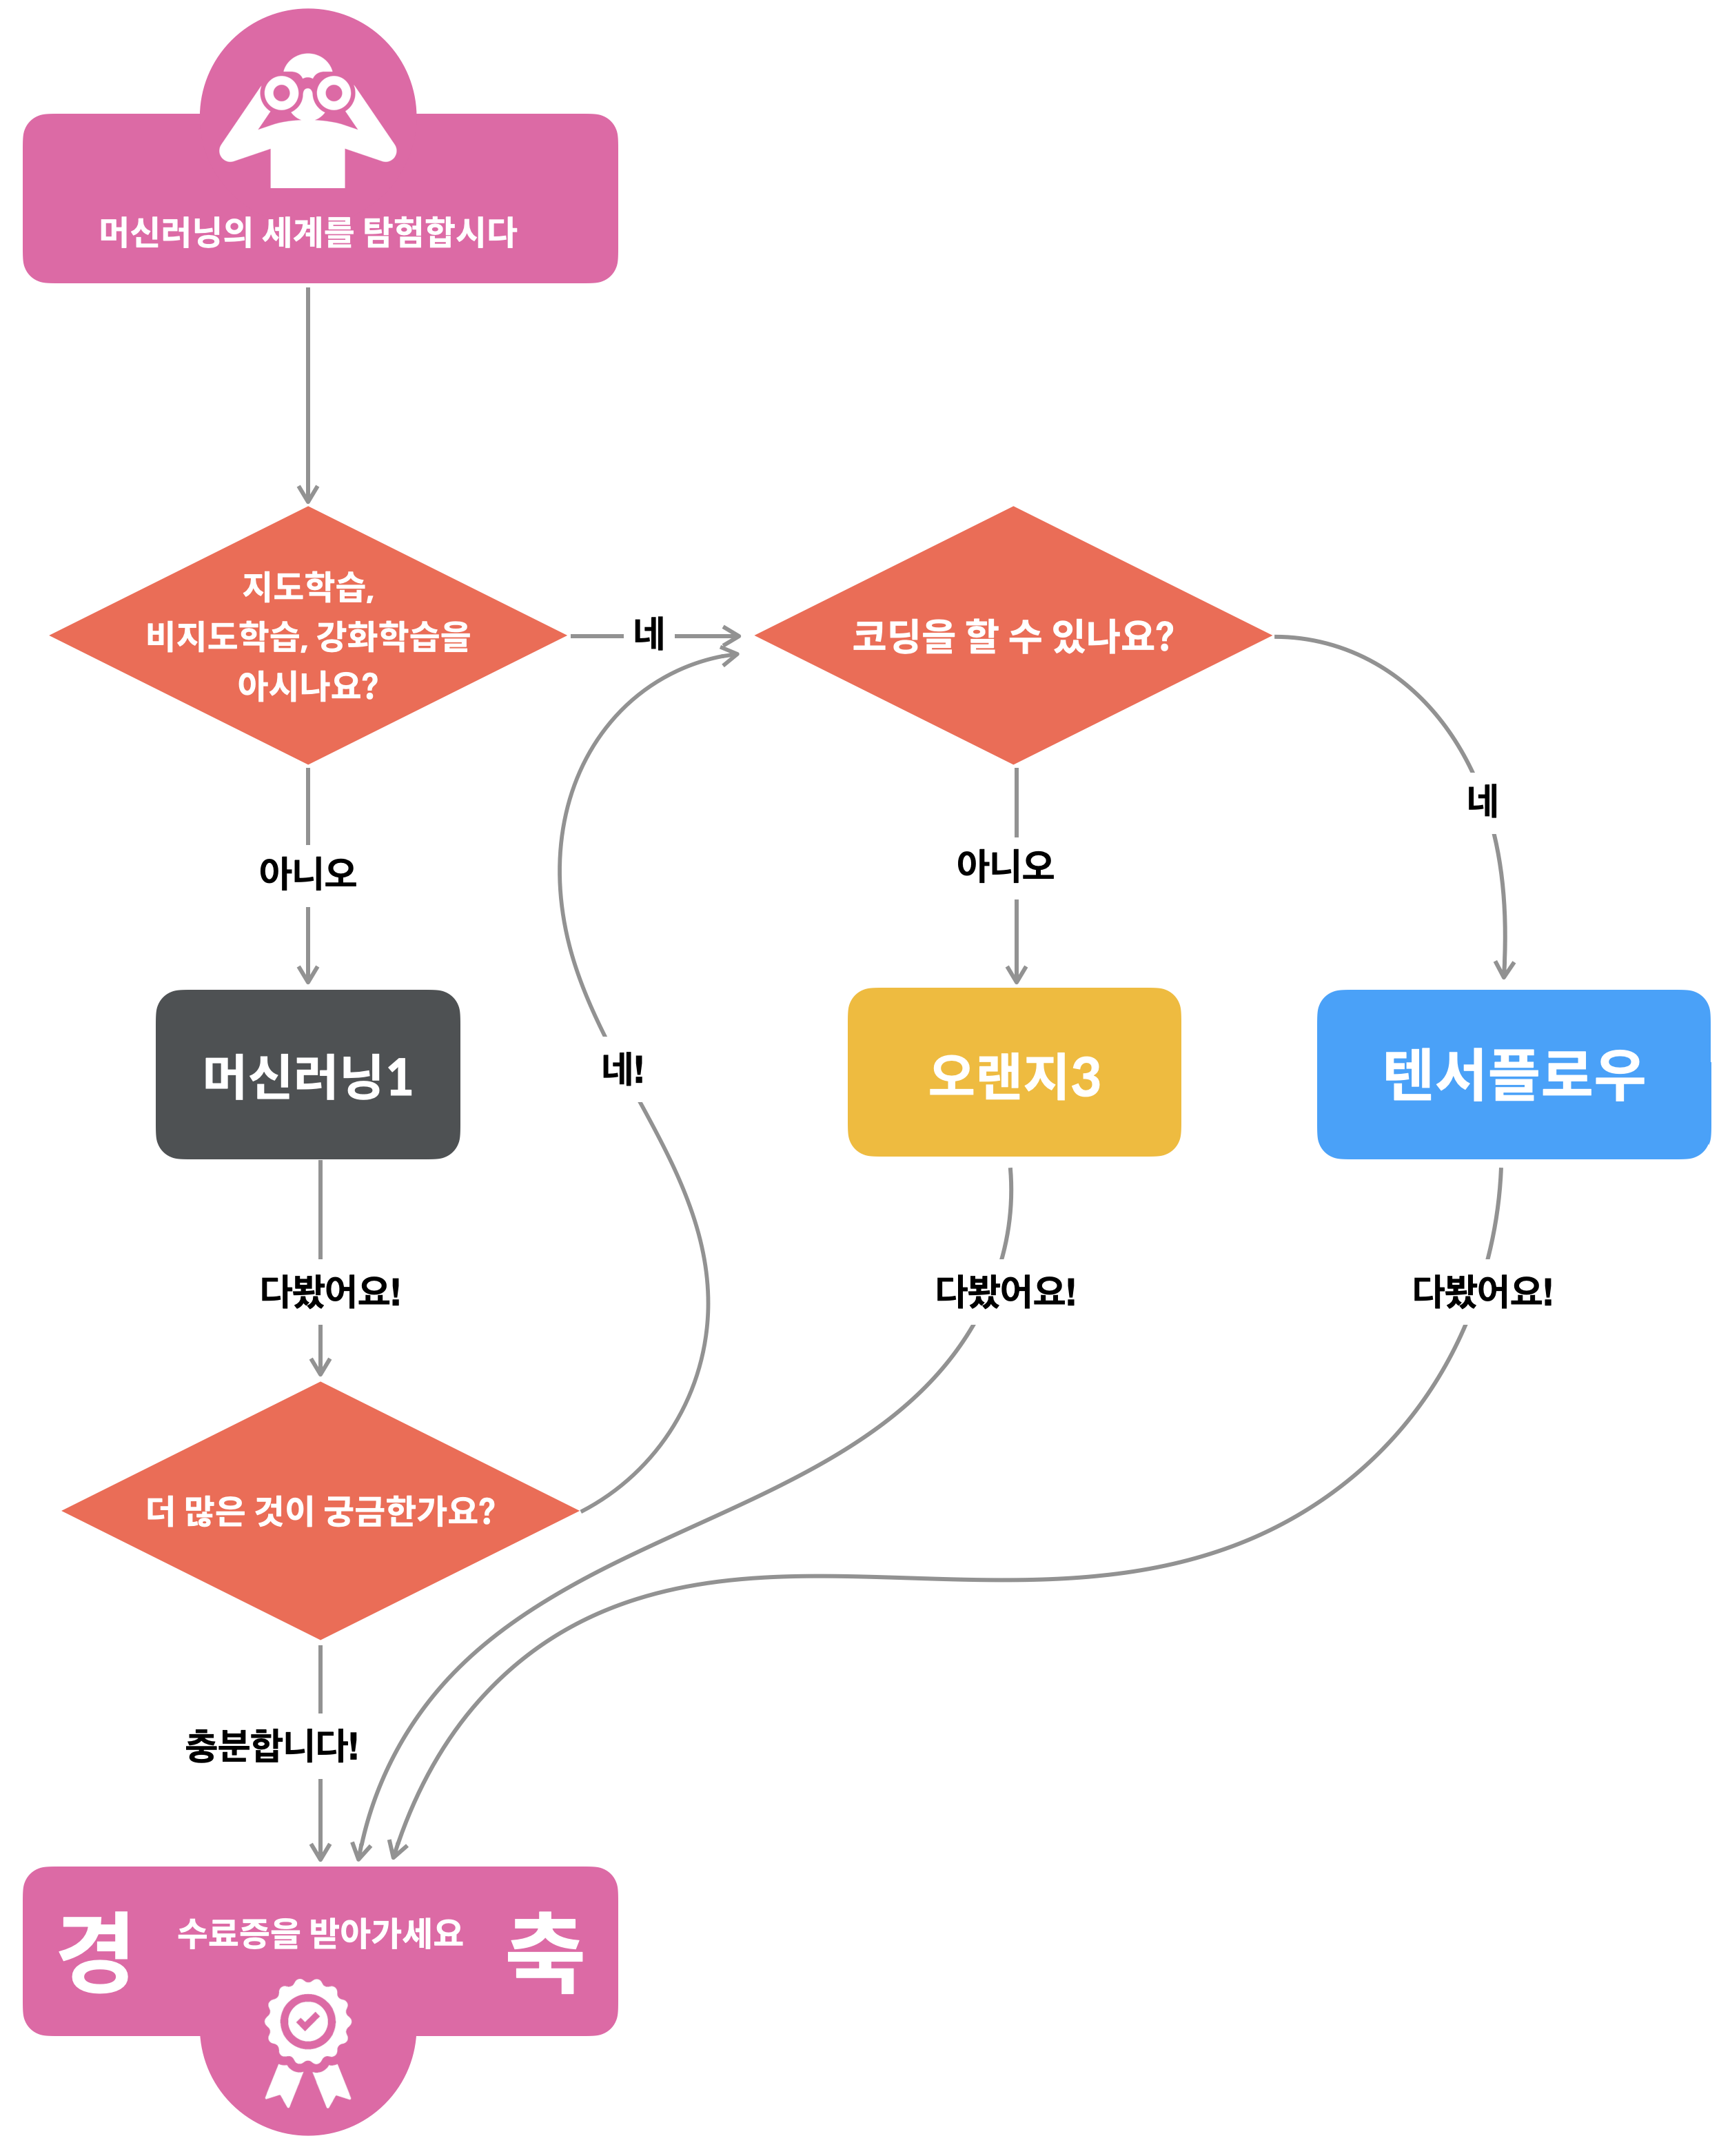 머신러닝의 세계를 탐험합시다
지도학습,
비지도학습, 강화학습을
아시나요?
네
코딩을 할 수 있나요?
네
아니오
아니오
머신러닝1
네!
오랜지3
텐서플로우
다봤어요!
다봤어요!
다봤어요!
더 많은 것이 궁금한가요?
충분합니다!
경 수료증을 받아가세요 축